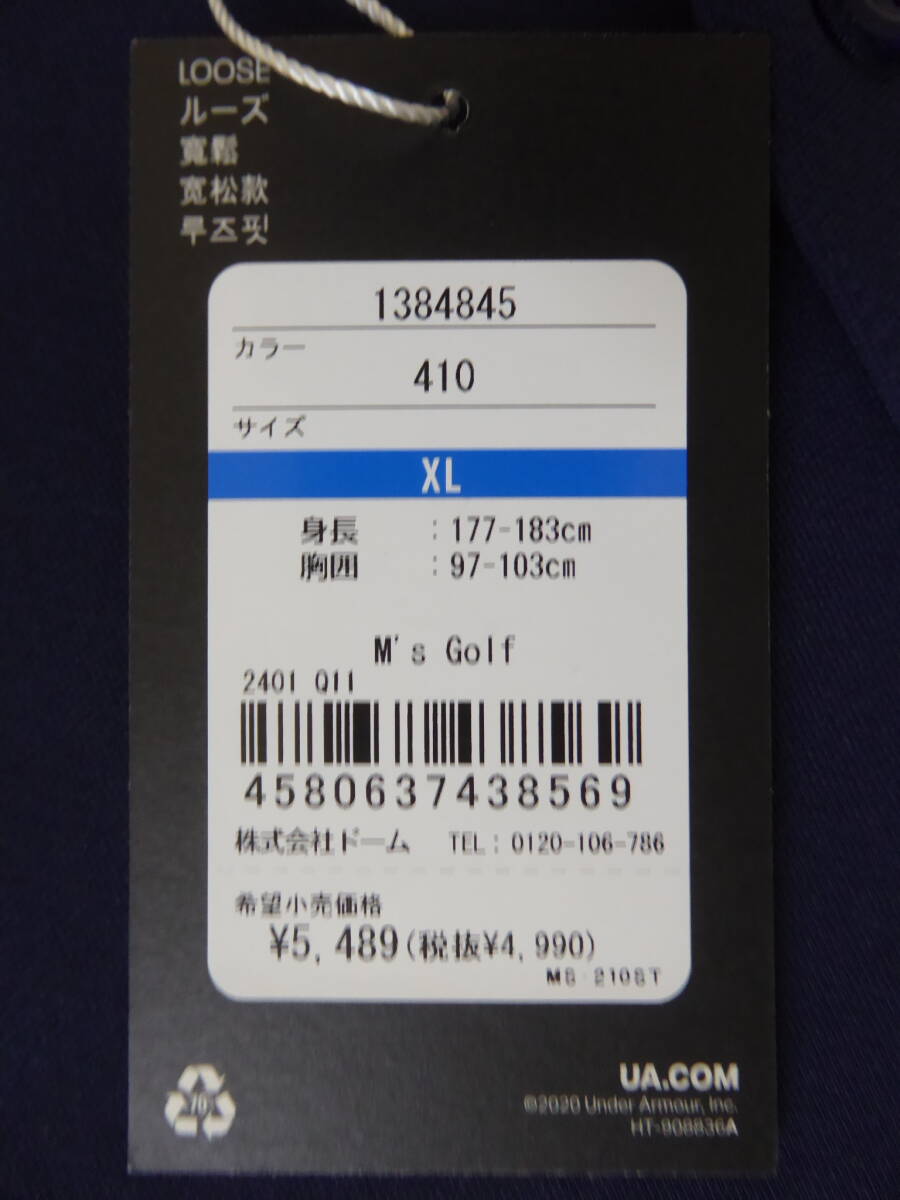 LOOSE
ルーズ
寬鬆
宽松款
루즈핏
1384845
カラー
410
サイズ
XL
身長 : 177-183cm
胸囲 : 97-103cm
M's Golf
2401 Q11
4580637438569
株式会社ドーム TEL: 0120-106-786
希望小売価格
¥5,489(税抜¥4,990)
MS-210ST
70
UA.COM
©2020 Under Armour, Inc.
HT-908836A